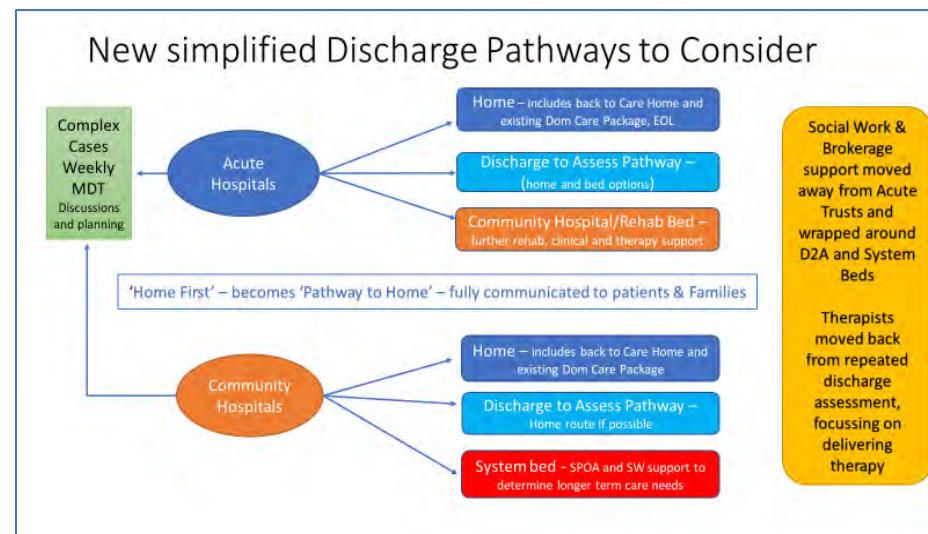 New simplified Discharge Pathways to Consider
Complex
Cases
Weekly
MDT
Discussions
and planning
Acute
Hospitals
Home – includes back to Care Home and
existing Dom Care Package, EOL
Discharge to Assess Pathway –
(home and bed options)
Community Hospital/Rehab Bed –
further rehab, clinical and therapy support
'Home First' – becomes 'Pathway to Home' – fully communicated to patients & Families
Community
Hospitals
Home – includes back to Care Home and
existing Dom Care Package
Discharge to Assess Pathway –
Home route if possible
System bed - SPOA and SW support to
determine longer term care needs
Social Work &
Brokerage
support moved
away from Acute
Trusts and
wrapped around
D2A and System
Beds
Therapists
moved back
from repeated
discharge
assessment,
focussing on
delivering
therapy